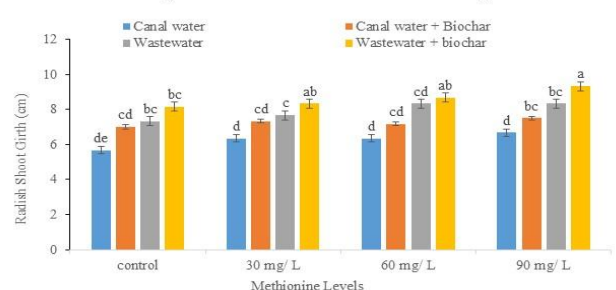 Canal water Canal water + Biochar
Wastewater Wastewater + biochar
12
10
8
6
4
2
0
Radish Shoot Girth (cm)
de cd bc bc d cd c ab d cd cd ab d bc bc a
control 30 mg/ L 60 mg/ L 90 mg/ L
Methionine Levels